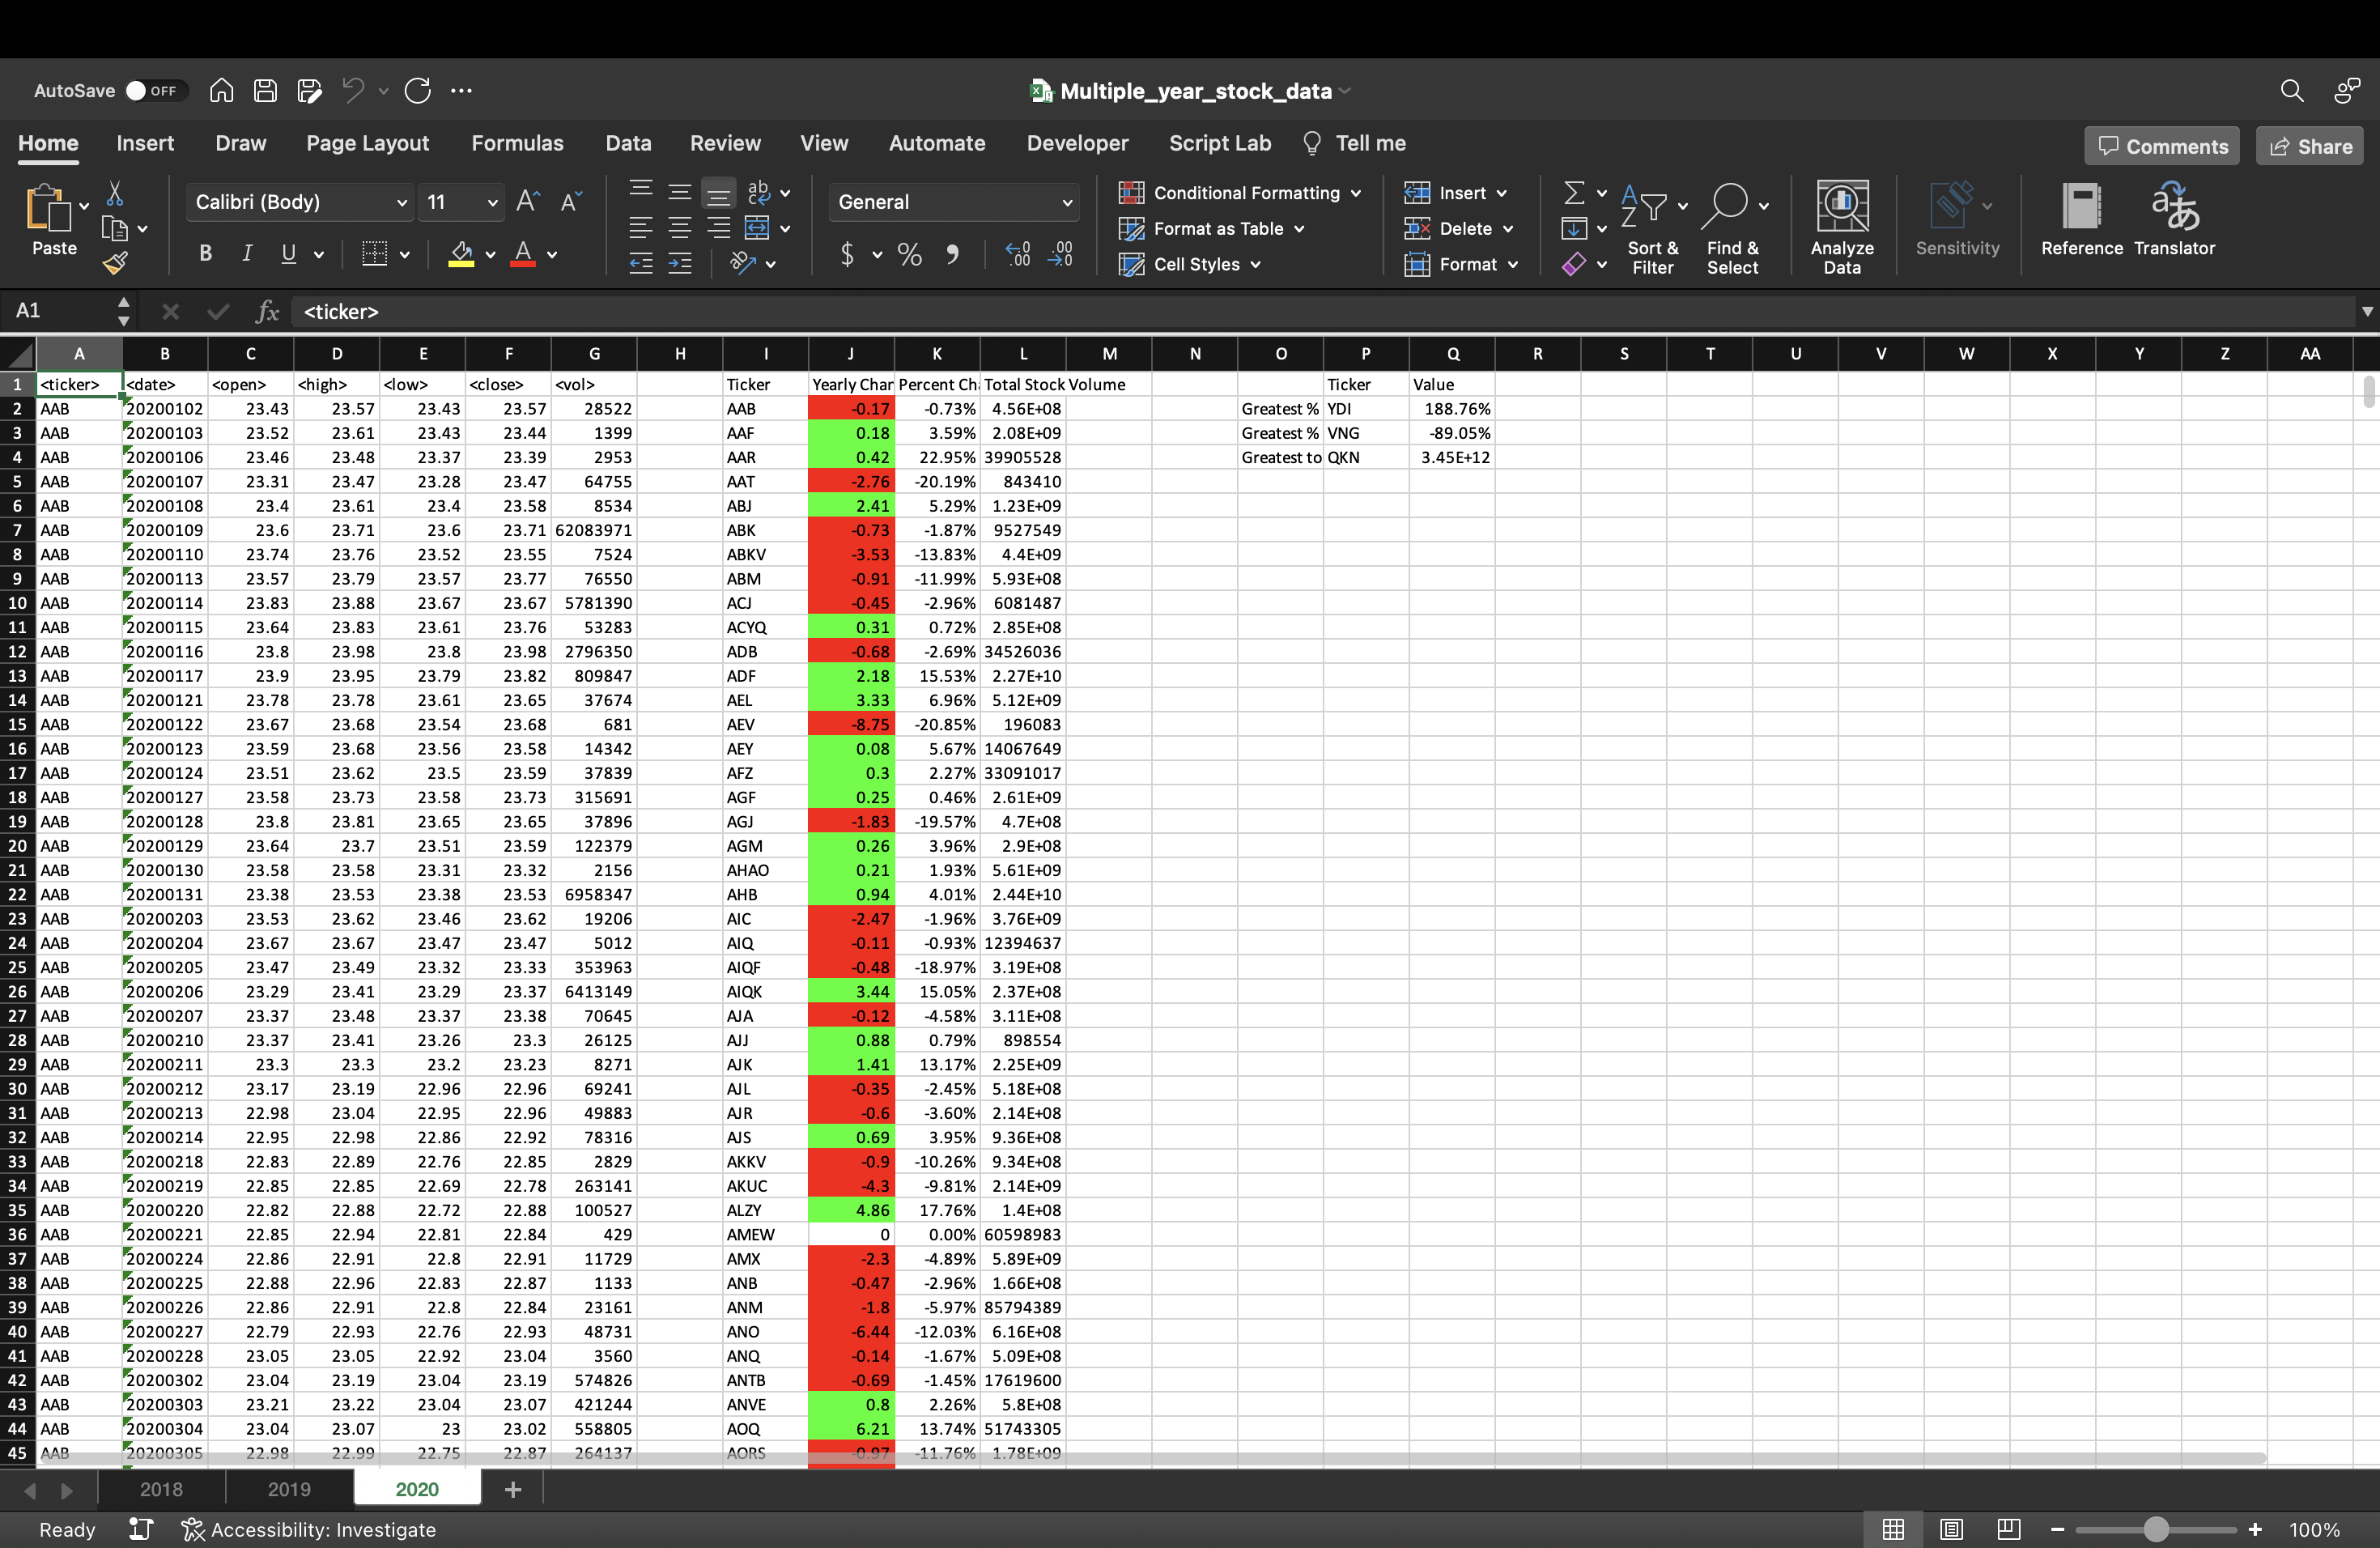 AutoSave OFF Multiple_year_stock_data
Home Insert Draw Page Layout Formulas Data Review View Automate Developer Script Lab Tell me Comments Share
Paste Calibri (Body) 11 A^ Aˇ ab General Conditional Formatting Insert Σ A Z
Format as Table Delete
B I U A $ % , .00 .00 Cell Styles Format Sort & Filter Find & Select Analyze Data Sensitivity Reference Translator
A1 fx <ticker>
A B C D E F G H I J K L M N O P Q R S T U V W X Y Z AA
1 <ticker> <date> <open> <high> <low> <close> <vol> Ticker Yearly Char Percent Ch Total Stock Volume Ticker Value
2 AAB 20200102 23.43 23.57 23.43 23.57 28522 AAB -0.17 -0.73% 4.56E+08 Greatest % YDI 188.76%
3 AAB 20200103 23.52 23.61 23.43 23.44 1399 AAF 0.18 3.59% 2.08E+09 Greatest % VNG -89.05%
4 AAB 20200106 23.46 23.48 23.37 23.39 2953 AAR 0.42 22.95% 39905528 Greatest to QKN 3.45E+12
5 AAB 20200107 23.31 23.47 23.28 23.47 64755 AAT -2.76 -20.19% 843410
6 AAB 20200108 23.4 23.61 23.4 23.58 8534 ABJ 2.41 5.29% 1.23E+09
7 AAB 20200109 23.6 23.71 23.6 23.71 62083971 ABK -0.73 -1.87% 9527549
8 AAB 20200110 23.74 23.76 23.52 23.55 7524 ABKV -3.53 -13.83% 4.4E+09
9 AAB 20200113 23.57 23.79 23.57 23.77 76550 ABM -0.91 -11.99% 5.93E+08
10 AAB 20200114 23.83 23.88 23.67 23.67 5781390 ACJ -0.45 -2.96% 6081487
11 AAB 20200115 23.64 23.83 23.61 23.76 53283 ACYQ 0.31 0.72% 2.85E+08
12 AAB 20200116 23.8 23.98 23.8 23.98 2796350 ADB -0.68 -2.69% 34526036
13 AAB 20200117 23.9 23.95 23.79 23.82 809847 ADF 2.18 15.53% 2.27E+10
14 AAB 20200121 23.78 23.78 23.61 23.65 37674 AEL 3.33 6.96% 5.12E+09
15 AAB 20200122 23.67 23.68 23.54 23.68 681 AEV -8.75 -20.85% 196083
16 AAB 20200123 23.59 23.68 23.56 23.58 14342 AEY 0.08 5.67% 14067649
17 AAB 20200124 23.51 23.62 23.5 23.59 37839 AFZ 0.3 2.27% 33091017
18 AAB 20200127 23.58 23.73 23.58 23.73 315691 AGF 0.25 0.46% 2.61E+09
19 AAB 20200128 23.8 23.81 23.65 23.65 37896 AGJ -1.83 -19.57% 4.7E+08
20 AAB 20200129 23.64 23.7 23.51 23.59 122379 AGM 0.26 3.96% 2.9E+08
21 AAB 20200130 23.58 23.58 23.31 23.32 2156 AHAO 0.21 1.93% 5.61E+09
22 AAB 20200131 23.38 23.53 23.38 23.53 6958347 AHB 0.94 4.01% 2.44E+10
23 AAB 20200203 23.53 23.62 23.46 23.62 19206 AIC -2.47 -1.96% 3.76E+09
24 AAB 20200204 23.67 23.67 23.47 23.47 5012 AIQ -0.11 -0.93% 12394637
25 AAB 20200205 23.47 23.49 23.32 23.33 353963 AIQF -0.48 -18.97% 3.19E+08
26 AAB 20200206 23.29 23.41 23.29 23.37 6413149 AIQK 3.44 15.05% 2.37E+08
27 AAB 20200207 23.37 23.48 23.37 23.38 70645 AJA -0.12 -4.58% 3.11E+08
28 AAB 20200210 23.37 23.41 23.26 23.3 26125 AJJ 0.88 0.79% 898554
29 AAB 20200211 23.3 23.3 23.2 23.23 8271 AJK 1.41 13.17% 2.25E+09
30 AAB 20200212 23.17 23.19 22.96 22.96 69241 AJL -0.35 -2.45% 5.18E+08
31 AAB 20200213 22.98 23.04 22.95 22.96 49883 AJR -0.6 -3.60% 2.14E+08
32 AAB 20200214 22.95 22.98 22.86 22.92 78316 AJS 0.69 3.95% 9.36E+08
33 AAB 20200218 22.83 22.89 22.76 22.85 2829 AKKV -0.9 -10.26% 9.34E+08
34 AAB 20200219 22.85 22.85 22.69 22.78 263141 AKUC -4.3 -9.81% 2.14E+09
35 AAB 20200220 22.82 22.88 22.72 22.88 100527 ALZY 4.86 17.76% 1.4E+08
36 AAB 20200221 22.85 22.94 22.81 22.84 429 AMEW 0 0.00% 60598983
37 AAB 20200224 22.86 22.91 22.8 22.91 11729 AMX -2.3 -4.89% 5.89E+09
38 AAB 20200225 22.88 22.96 22.83 22.87 1133 ANB -0.47 -2.96% 1.66E+08
39 AAB 20200226 22.86 22.91 22.8 22.84 23161 ANM -1.8 -5.97% 85794389
40 AAB 20200227 22.79 22.93 22.76 22.93 48731 ANO -6.44 -12.03% 6.16E+08
41 AAB 20200228 23.05 23.05 22.92 23.04 3560 ANQ -0.14 -1.67% 5.09E+08
42 AAB 20200302 23.04 23.19 23.04 23.19 574826 ANTB -0.69 -1.45% 17619600
43 AAB 20200303 23.21 23.22 23.04 23.07 421244 ANVE 0.8 2.26% 5.8E+08
44 AAB 20200304 23.04 23.07 23 23.02 558805 AOQ 6.21 13.74% 51743305
45 AAB 20200305 22.98 22.99 22.75 22.87 264137 AORS -0.97 -11.76% 1.78E+09
2018 2019 2020 +
Ready Accessibility: Investigate 100%